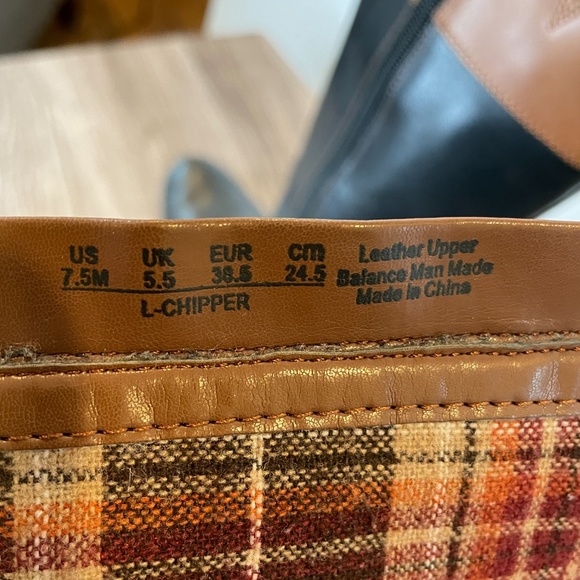 US UK EUR cm
7.5M 5.5 38.5 24.5
L-CHIPPER
Leather Upper
Balance Man Made
Made in China